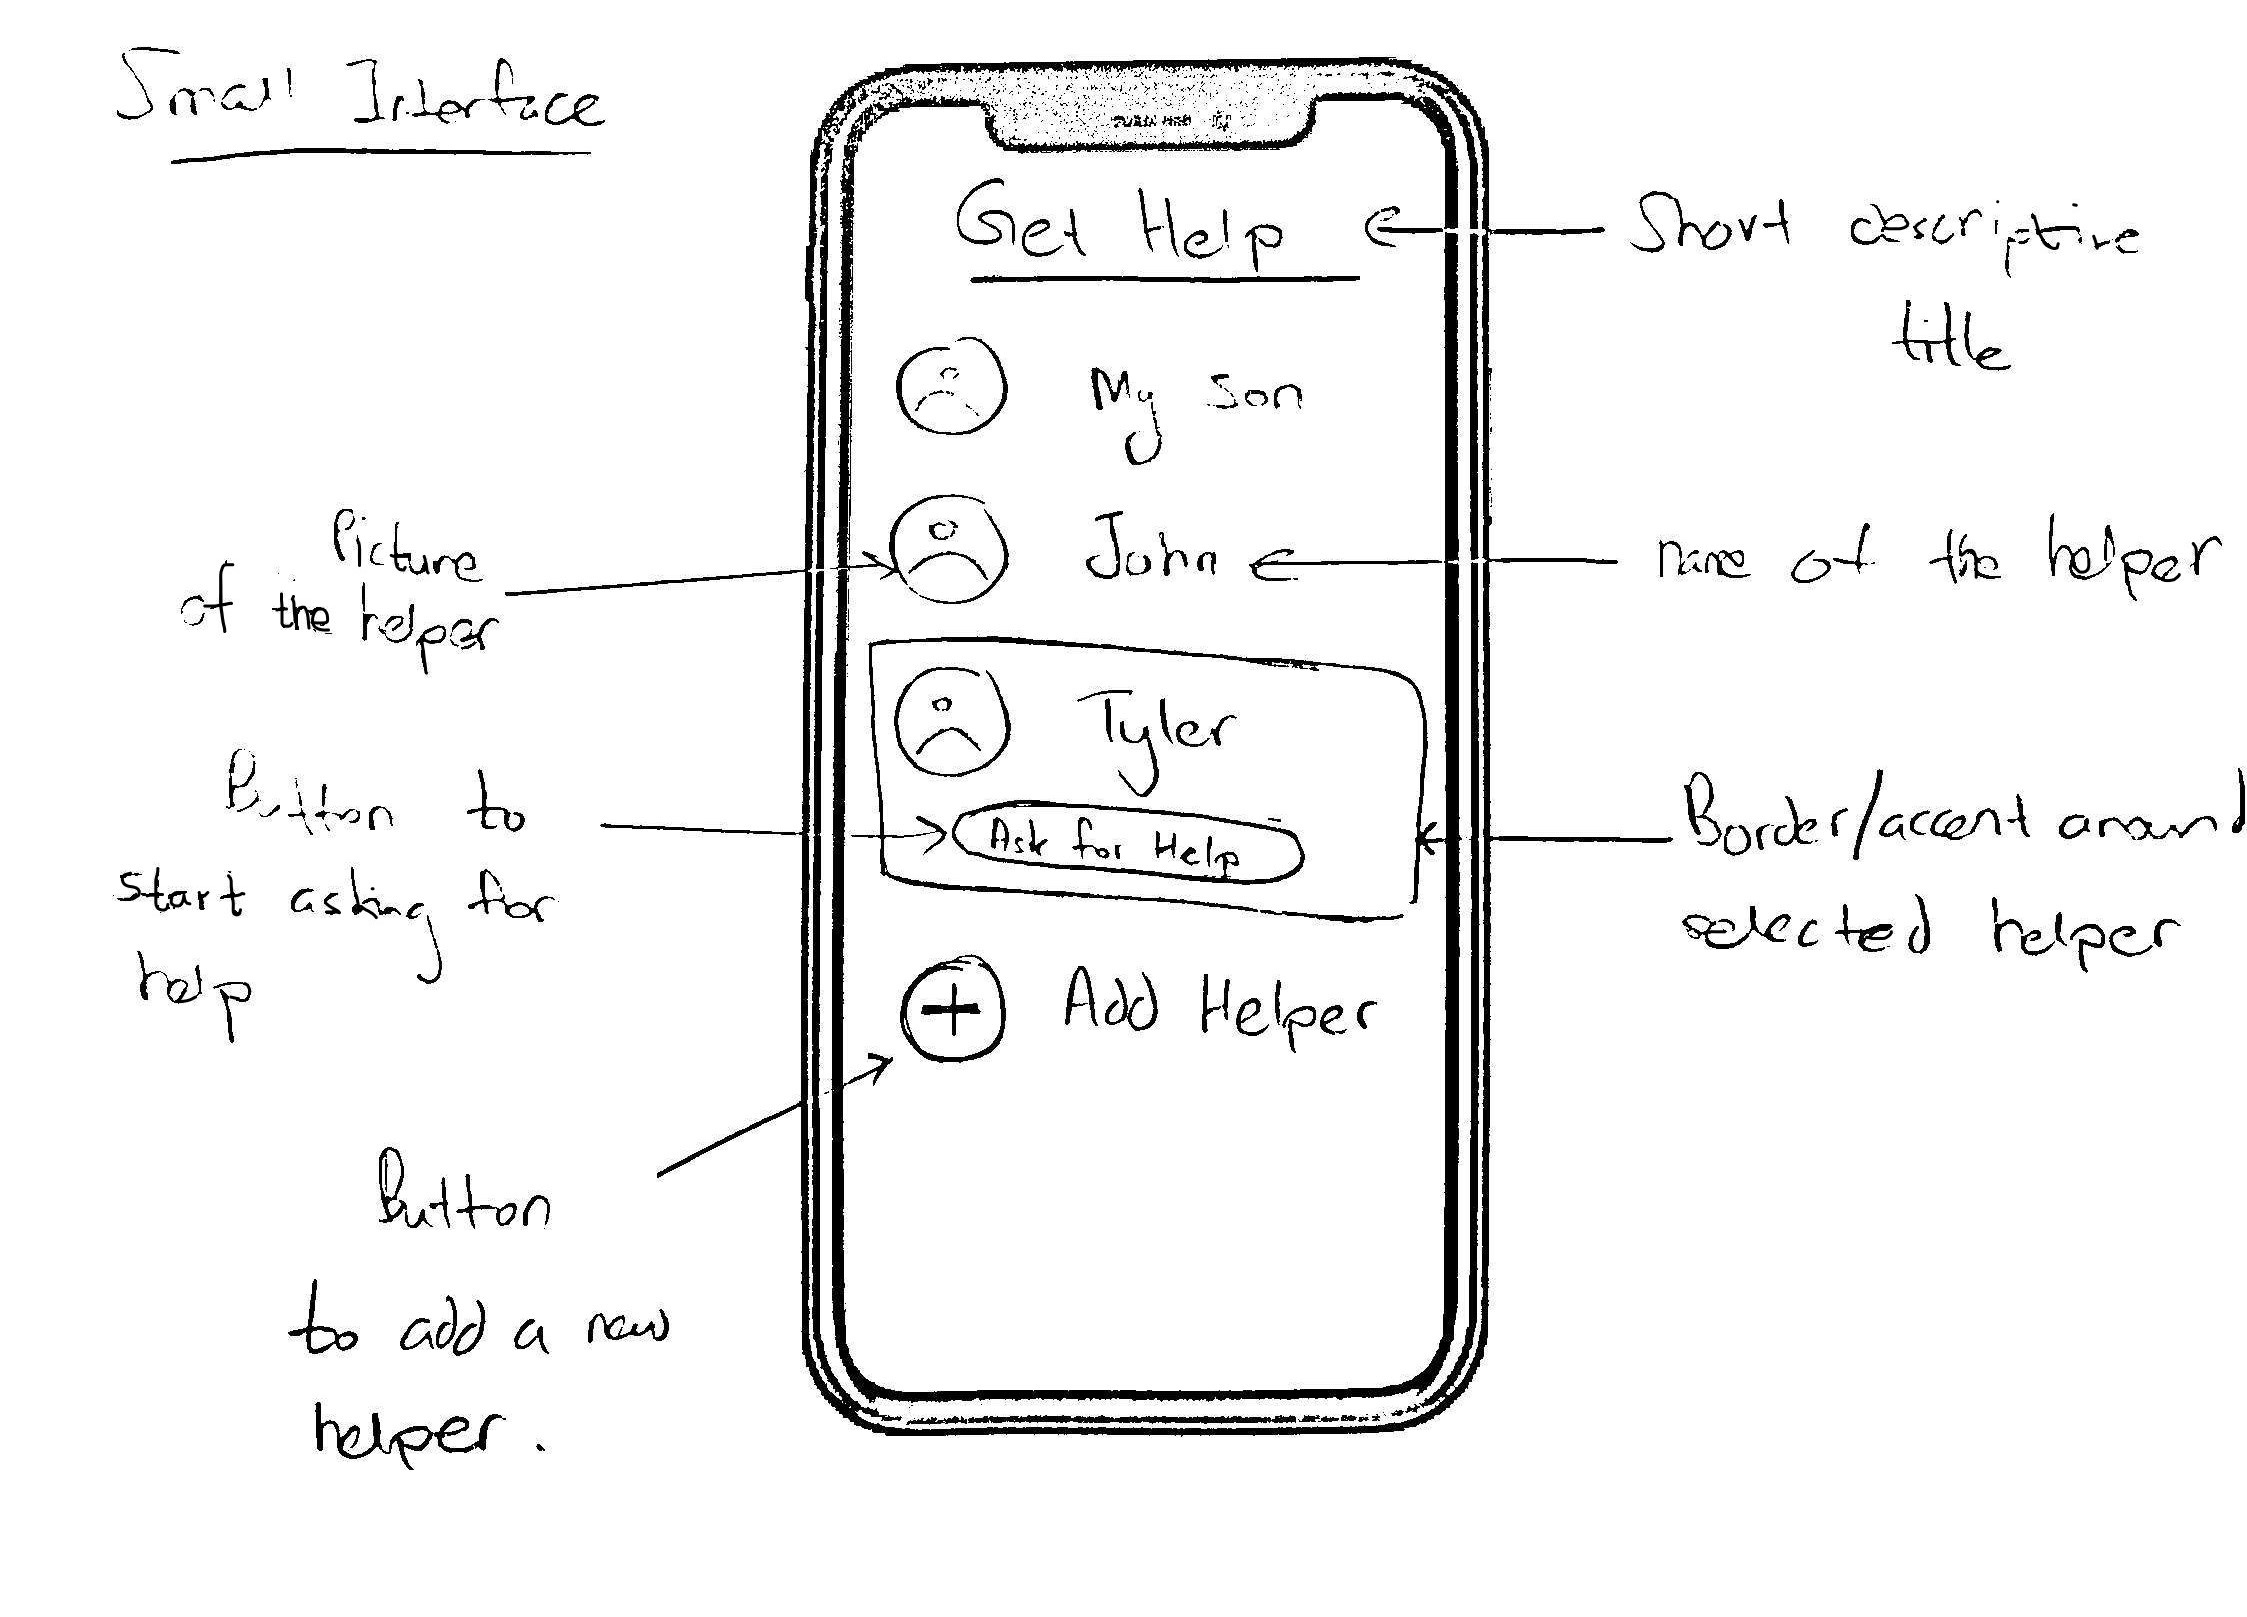 Small Interface
Get Help
Short descriptive
title
My son
Picture
of the helper
John
name of the helper
Tyler
Button to
start asking for
help
Ask for Help
Border/accent around
selected helper
Add Helper
Button
to add a new
helper.